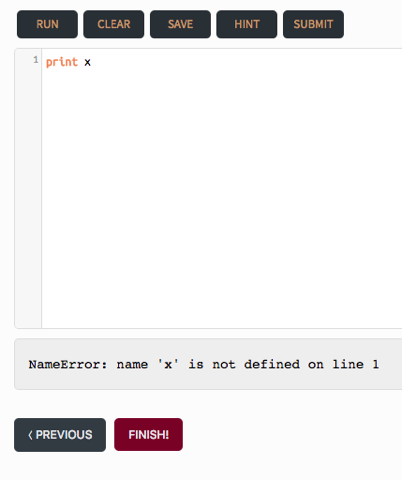 RUN CLEAR SAVE HINT SUBMIT
1 print x
NameError: name 'x' is not defined on line 1
‹ PREVIOUS FINISH!